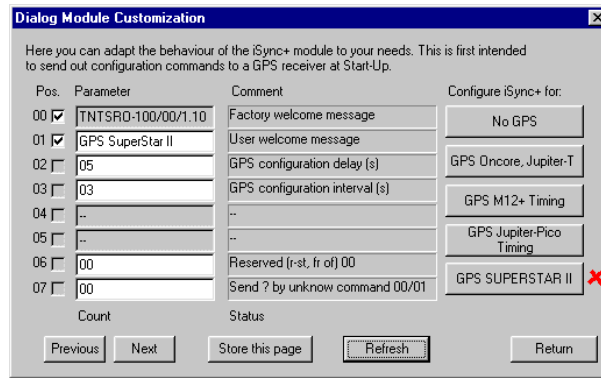 Dialog Module Customization
Here you can adapt the behaviour of the iSync+ module to your needs. This is first intended
to send out configuration commands to a GPS receiver at Start-Up.
Pos. Parameter Comment Configure iSync+ for:
00 TNTSRO-100/00/1.10 Factory welcome message No GPS
01 GPS SuperStar II User welcome message
02 05 GPS configuration delay (s) GPS Oncore, Jupiter-T
03 03 GPS configuration interval (s) GPS M12+ Timing
04 -- --
05 -- -- GPS Jupiter-Pico
Timing
06 00 Reserved (r-st, fr of) 00 GPS SUPERSTAR II
07 00 Send ? by unknow command 00/01
Count Status
Previous Next Store this page Refresh Return